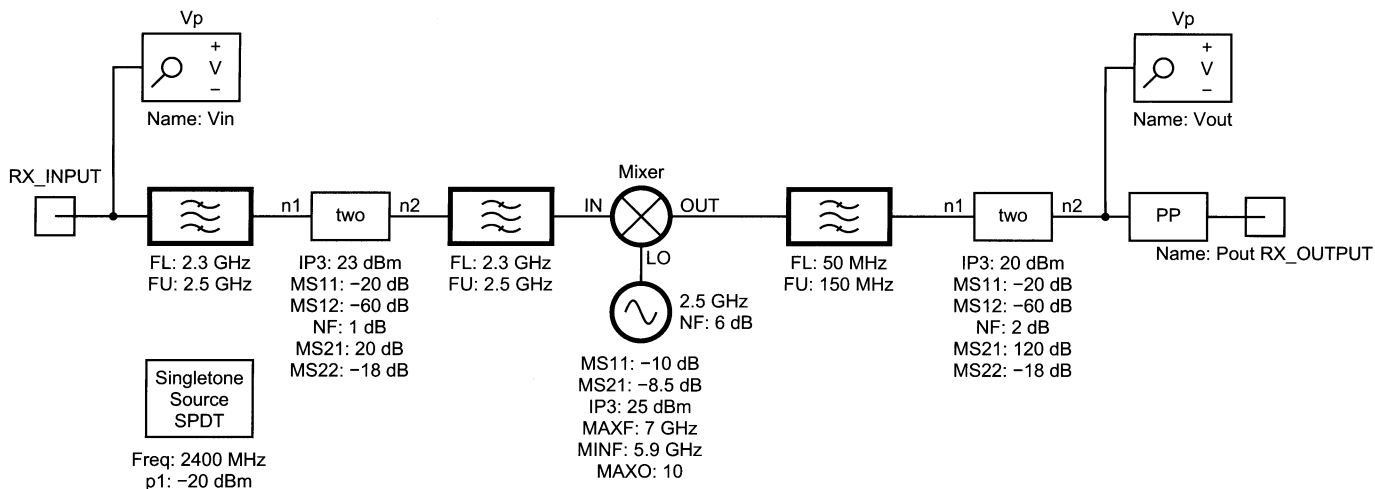 Vp
+
V
−
Name: Vin
Vp
+
V
−
Name: Vout
RX_INPUT
FL: 2.3 GHz
FU: 2.5 GHz
n1
two
n2
IP3: 23 dBm
MS11: −20 dB
MS12: −60 dB
NF: 1 dB
MS21: 20 dB
MS22: −18 dB
FL: 2.3 GHz
FU: 2.5 GHz
Mixer
IN
OUT
LO
2.5 GHz
NF: 6 dB
MS11: −10 dB
MS21: −8.5 dB
IP3: 25 dBm
MAXF: 7 GHz
MINF: 5.9 GHz
MAXO: 10
FL: 50 MHz
FU: 150 MHz
n1
two
n2
IP3: 20 dBm
MS11: −20 dB
MS12: −60 dB
NF: 2 dB
MS21: 120 dB
MS22: −18 dB
PP
Name: Pout RX_OUTPUT
Singletone
Source
SPDT
Freq: 2400 MHz
p1: −20 dBm